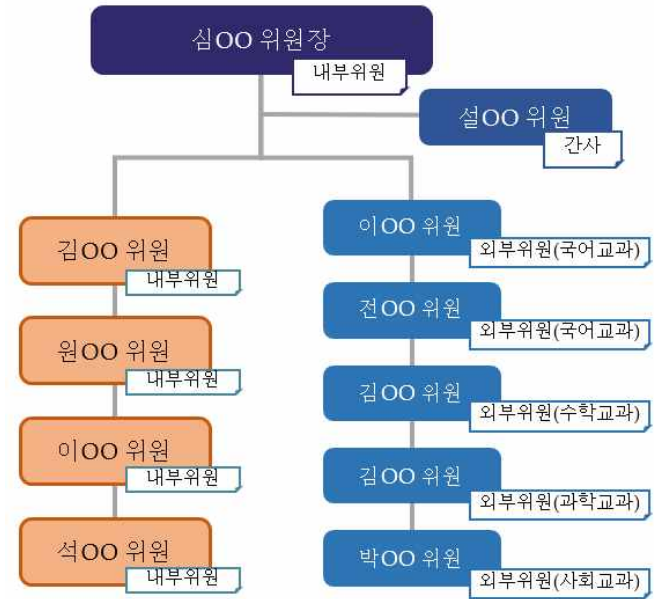 심OO 위원장
내부위원
설OO 위원
간사
김OO 위원
내부위원
원OO 위원
내부위원
이OO 위원
내부위원
석OO 위원
내부위원
이OO 위원
외부위원(국어교과)
전OO 위원
외부위원(국어교과)
김OO 위원
외부위원(수학교과)
김OO 위원
외부위원(과학교과)
박OO 위원
외부위원(사회교과)